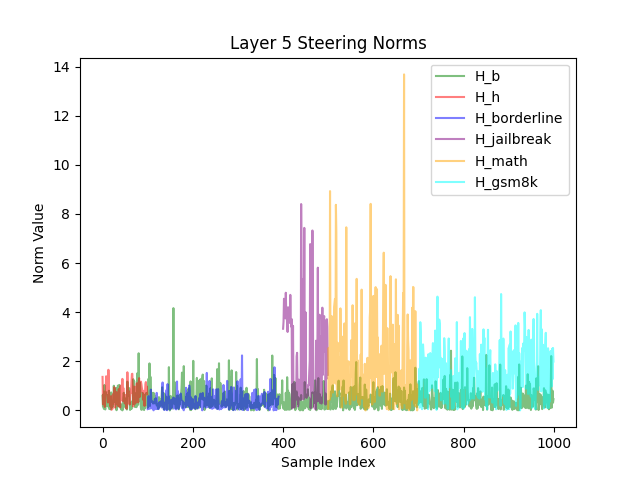 Layer 5 Steering Norms
14
12
10
8
6
4
2
0
Norm Value
H_b
H_h
H_borderline
H_jailbreak
H_math
H_gsm8k
0
200
400
600
800
1000
Sample Index